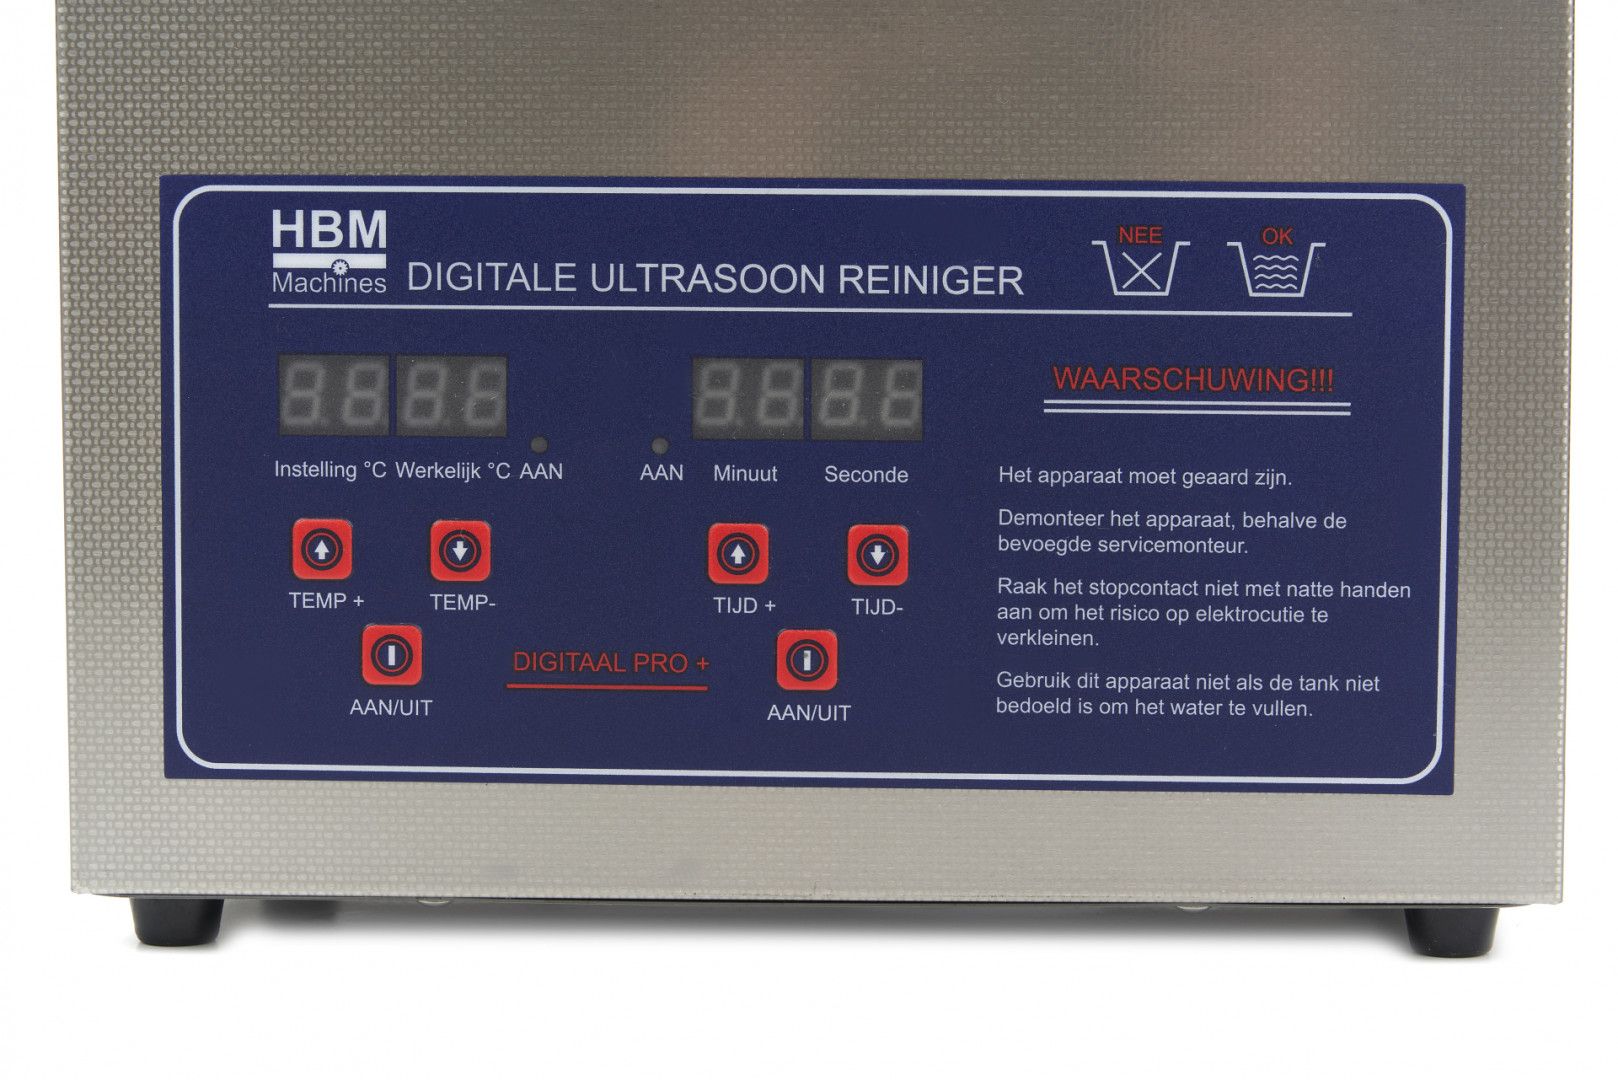 HBM
Machines
DIGITALE ULTRASOON REINIGER
NEE
OK
WAARSCHUWING!!!
Instelling °C Werkelijk °C AAN
AAN Minuut Seconde
Het apparaat moet geaard zijn.
Demonteer het apparaat, behalve de
bevoegde servicemonteur.
Raak het stopcontact niet met natte handen
aan om het risico op elektrocutie te
verkleinen.
Gebruik dit apparaat niet als de tank niet
bedoeld is om het water te vullen.
TEMP + TEMP-
TIJD + TIJD-
AAN/UIT
DIGITAAL PRO +
AAN/UIT